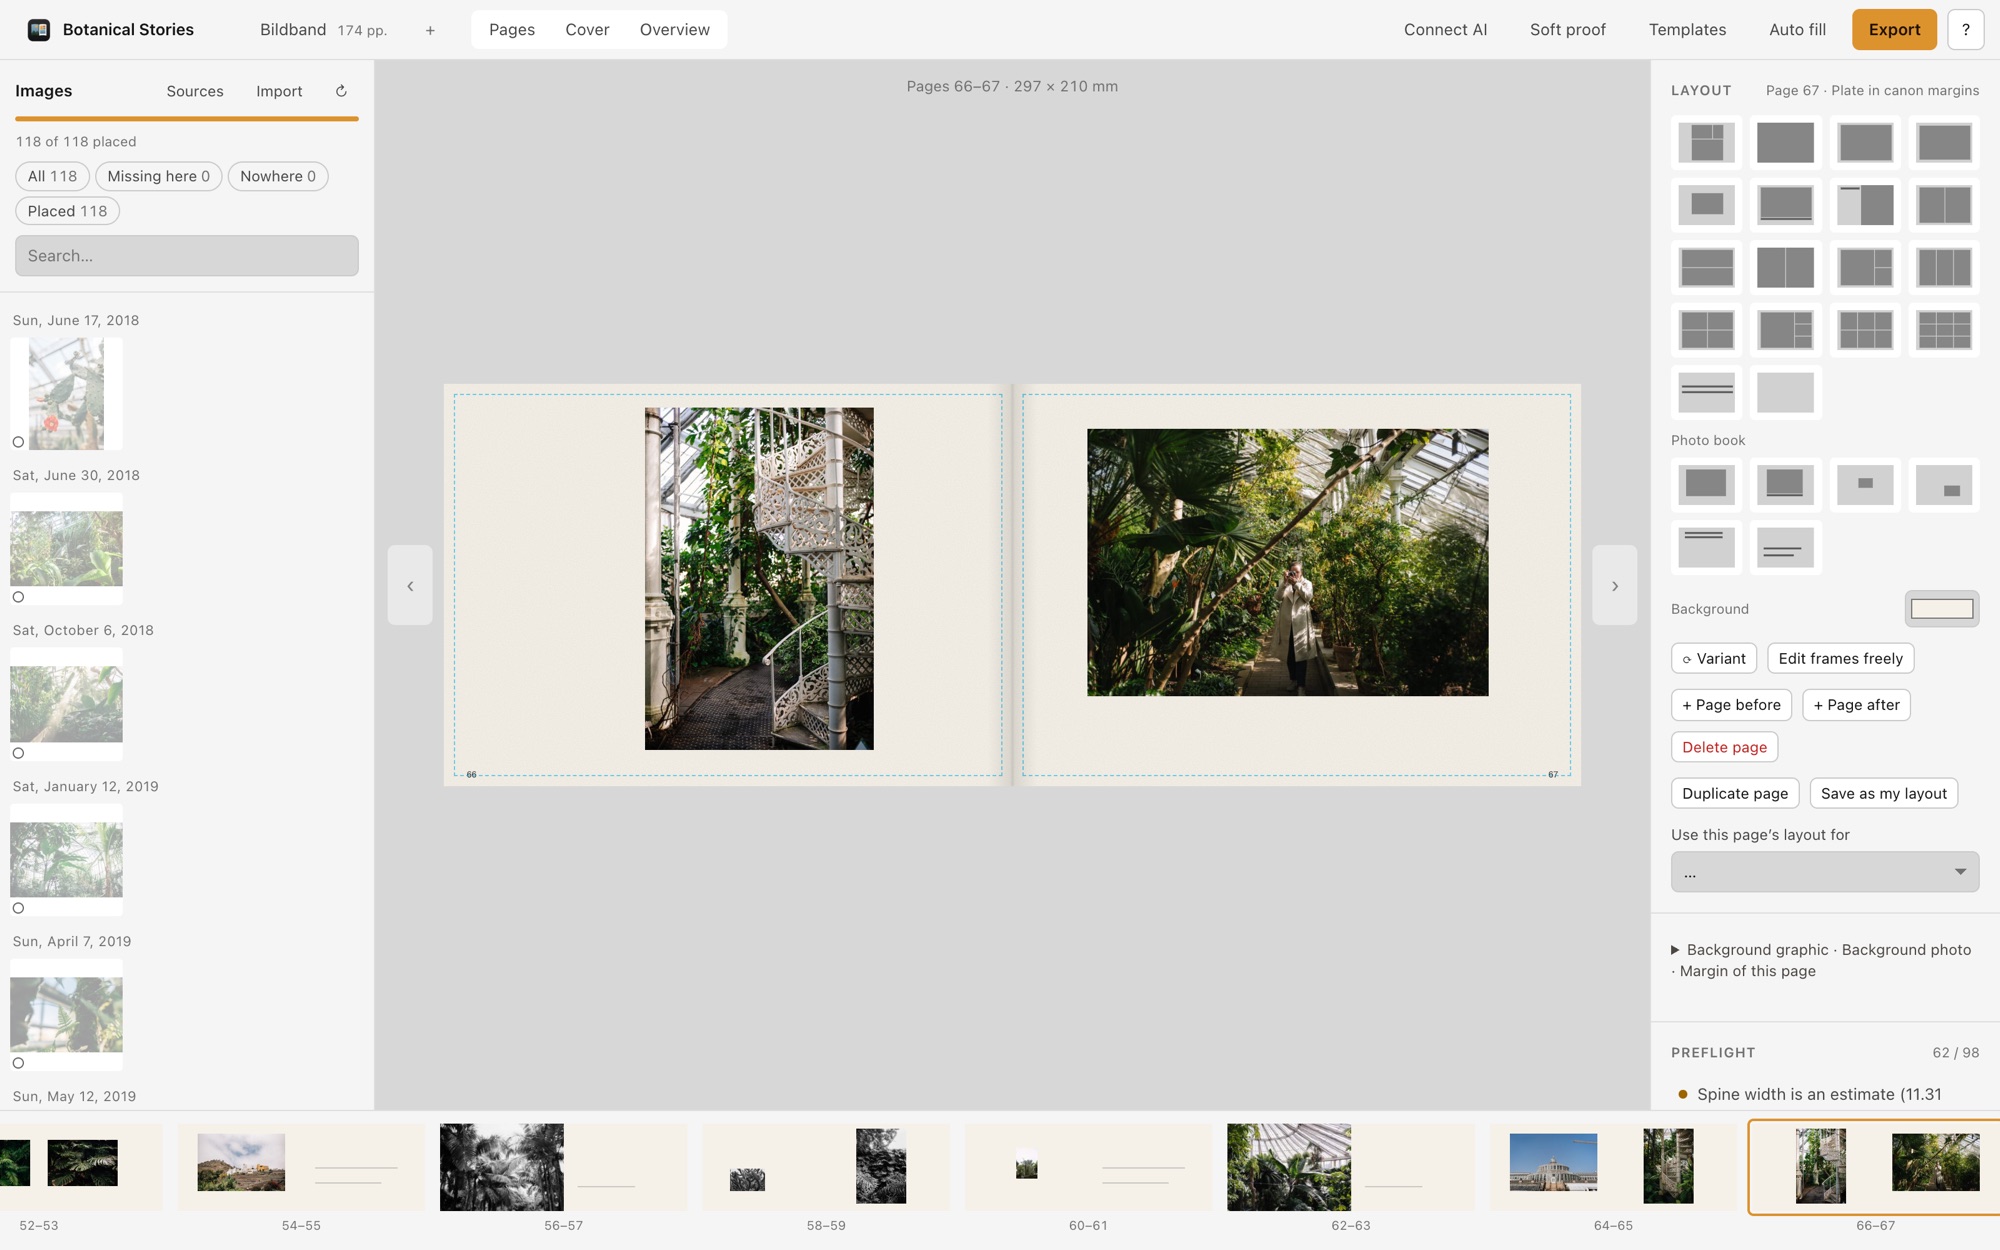 Botanical Stories
Bildband 174 pp. +
Pages Cover Overview
Connect AI Soft proof Templates Auto fill Export ?
Images Sources Import ↻
118 of 118 placed
All 118 Missing here 0 Nowhere 0
Placed 118
Search...
Sun, June 17, 2018
Sat, June 30, 2018
Sat, October 6, 2018
Sat, January 12, 2019
Sun, April 7, 2019
Sun, May 12, 2019
Pages 66–67 · 297 × 210 mm
‹
›
66
67
LAYOUT Page 67 · Plate in canon margins
Photo book
Background
⟳ Variant Edit frames freely
+ Page before + Page after
Delete page
Duplicate page Save as my layout
Use this page's layout for
...
▶ Background graphic · Background photo
· Margin of this page
PREFLIGHT 62 / 98
Spine width is an estimate (11.31
52–53 54–55 56–57 58–59 60–61 62–63 64–65 66–67